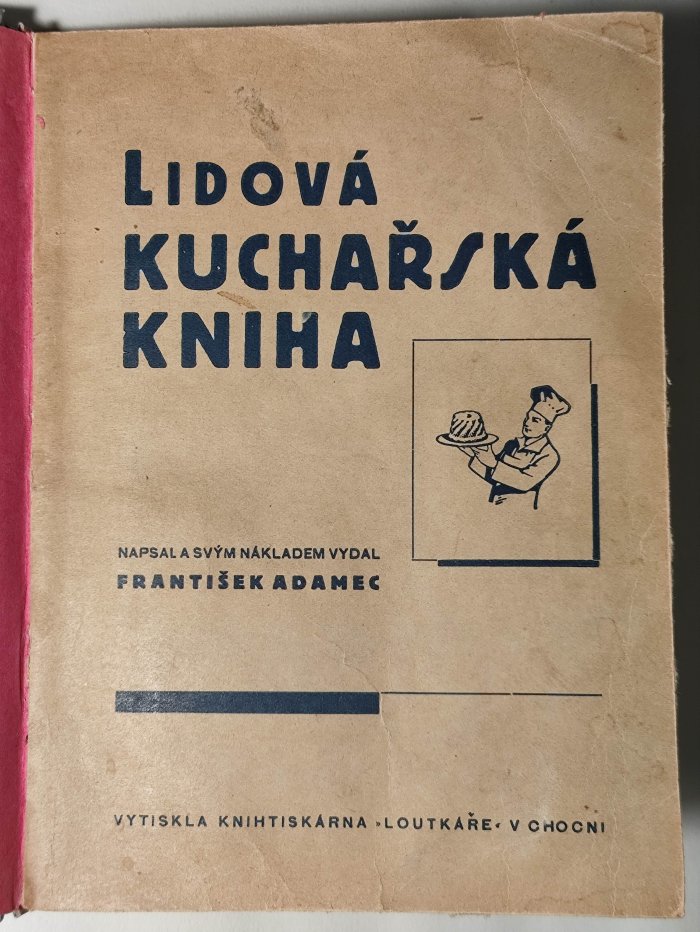 LIDOVÁ
KUCHAŘSKÁ
KNIHA
NAPSAL A SVÝM NÁKLADEM VYDAL
FRANTIŠEK ADAMEC
VYTISKLA KNIHTISKÁRNA »LOUTKÁŘE« V CHOCNI